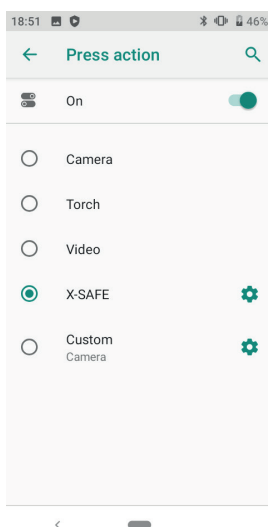 18:51 46%
Press action
On
Camera
Torch
Video
X-SAFE
Custom
Camera